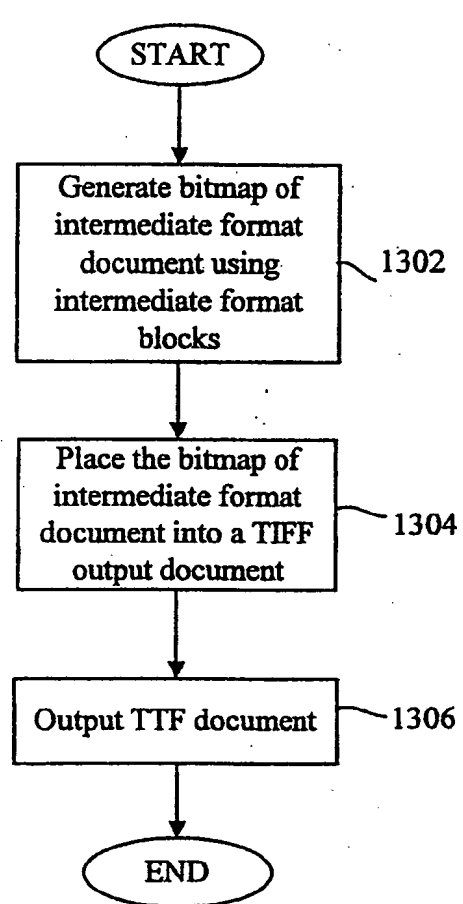 START
Generate bitmap of
intermediate format
document using
intermediate format
blocks
1302
Place the bitmap of
intermediate format
document into a TIFF
output document
1304
Output TTF document
1306
END